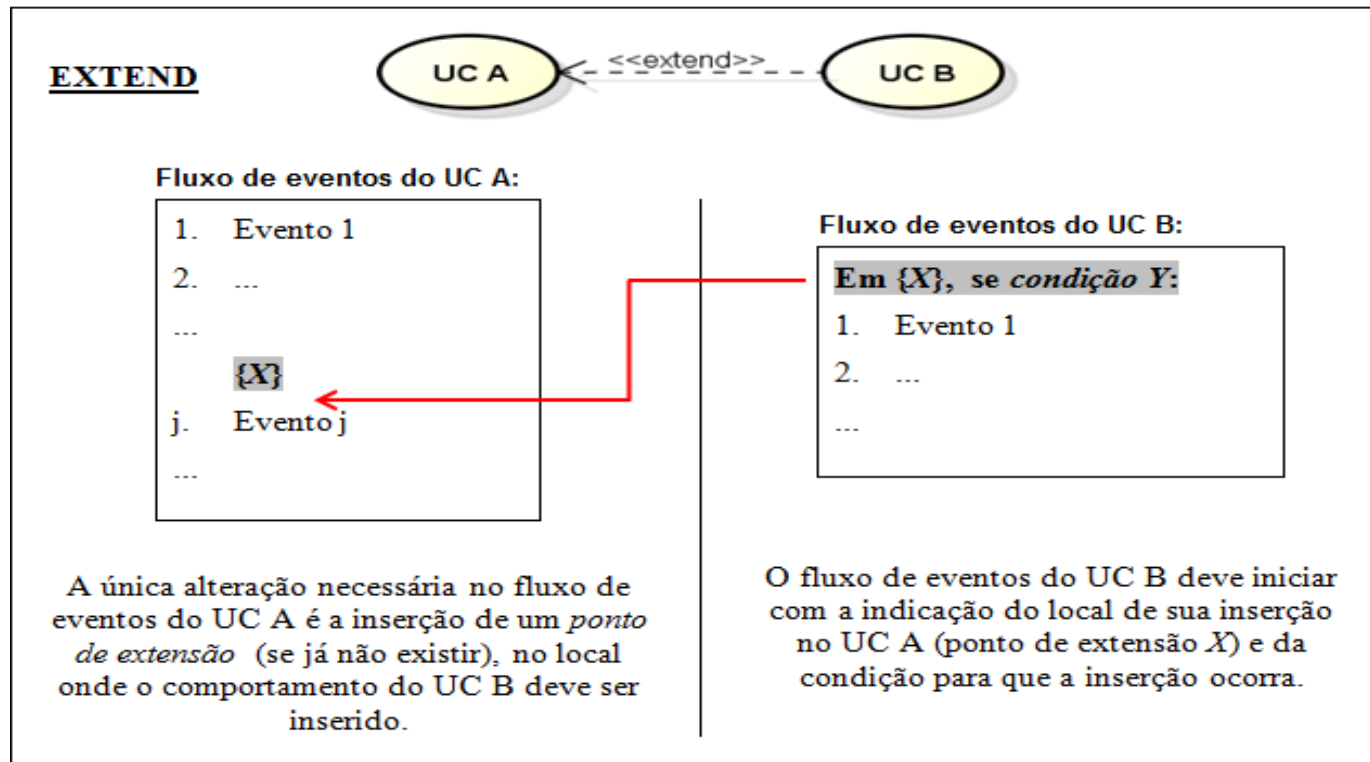 EXTEND
UC A
<<extend>>
UC B
Fluxo de eventos do UC A:
1. Evento 1
2. ...
...
{X}
j. Evento j
...
A única alteração necessária no fluxo de
eventos do UC A é a inserção de um ponto
de extensão (se já não existir), no local
onde o comportamento do UC B deve ser
inserido.
Fluxo de eventos do UC B:
Em {X}, se condição Y:
1. Evento 1
2. ...
...
O fluxo de eventos do UC B deve iniciar
com a indicação do local de sua inserção
no UC A (ponto de extensão X) e da
condição para que a inserção ocorra.